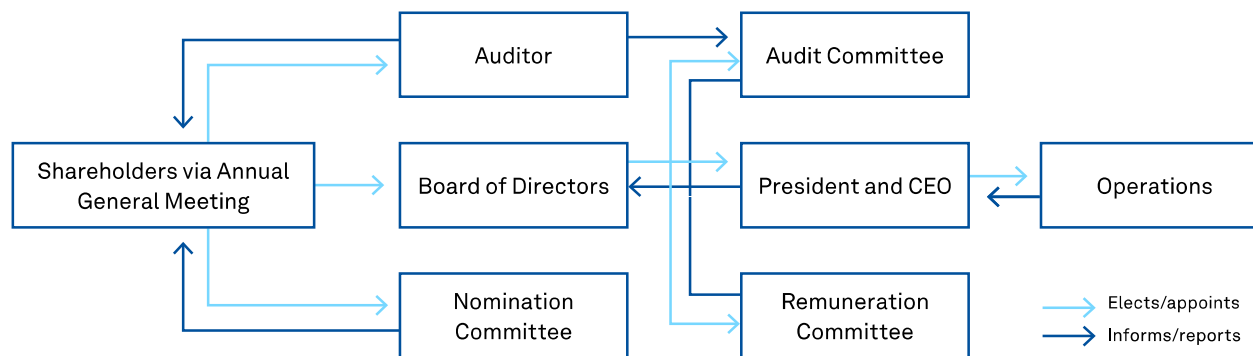 Auditor
Audit Committee
Shareholders via Annual
General Meeting
Board of Directors
President and CEO
Operations
Nomination
Committee
Remuneration
Committee
Elects/appoints
Informs/reports